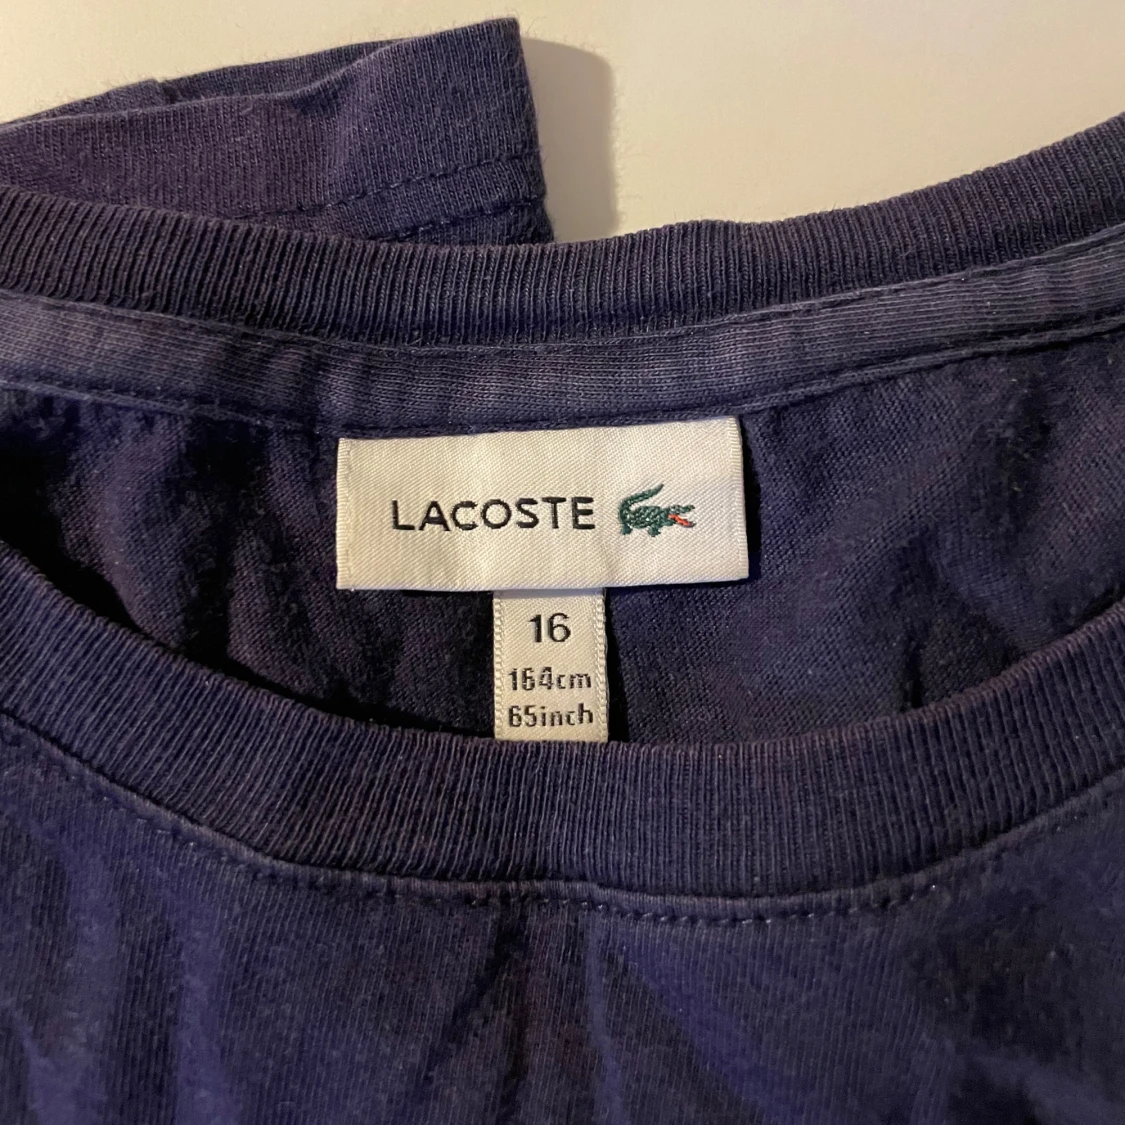 LACOSTE
16
164cm
65inch